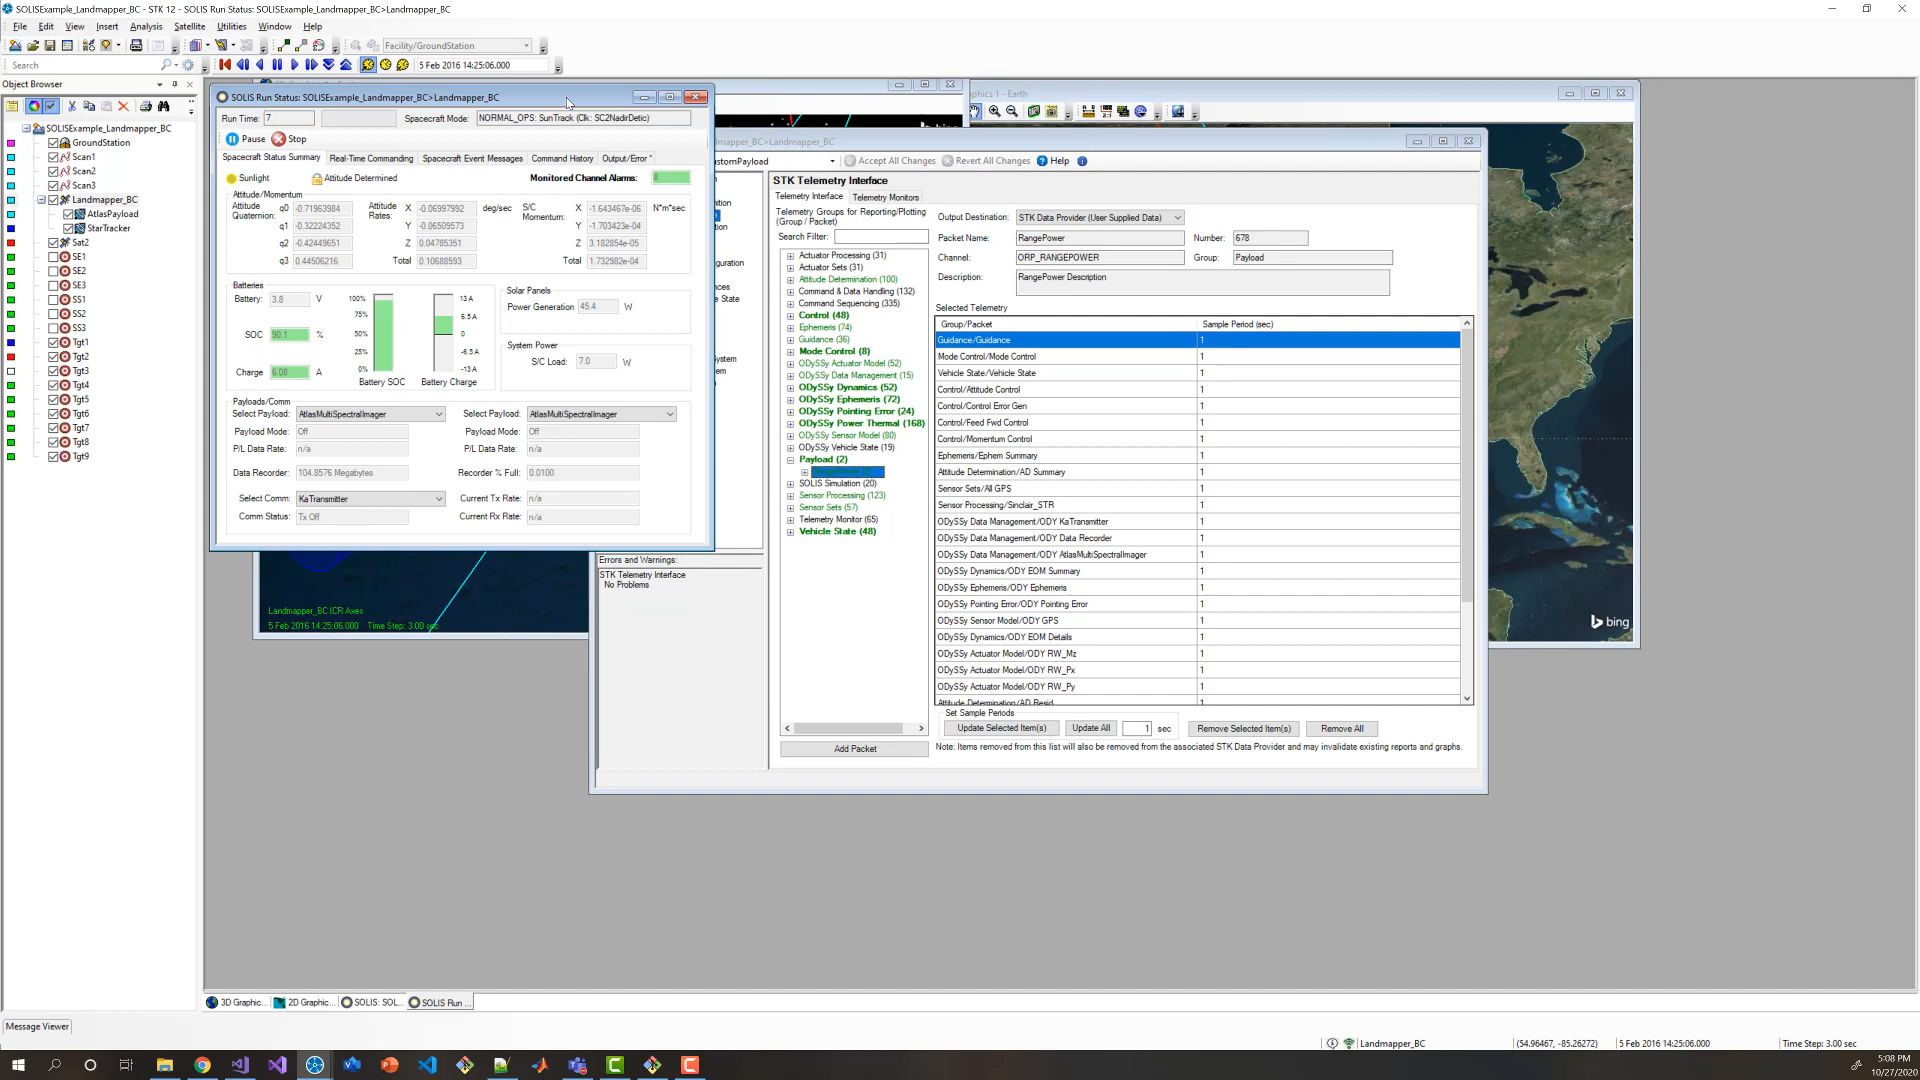 SOLISExample_Landmapper_BC - STK 12 - SOLIS Run Status: SOLISExample_Landmapper_BC>Landmapper_BC
File Edit View Insert Analysis Satellite Utilities Window Help
Facility/GroundStation
Search
5 Feb 2016 14:25:06.000
Object Browser
SOLISExample_Landmapper_BC
GroundStation
Scan1
Scan2
Scan3
Landmapper_BC
AtlasPayload
StarTracker
Sat2
SE1
SE2
SE3
SS1
SS2
SS3
Tgt1
Tgt2
Tgt3
Tgt4
Tgt5
Tgt6
Tgt7
Tgt8
Tgt9
SOLIS Run Status: SOLISExample_Landmapper_BC>Landmapper_BC
Run Time: 7 Spacecraft Mode: NORMAL_OPS: SunTrack (Clk: SC2NadirDetic)
Pause Stop
Spacecraft Status Summary Real-Time Commanding Spacecraft Event Messages Command History Output/Error *
Sunlight Attitude Determined Monitored Channel Alarms:
Attitude/Momentum
Attitude Quaternion: q0 -0.71963984 Attitude Rates: X -0.06997992 deg/sec S/C Momentum: X -1.643467e-06 N*m*sec
q1 -0.32224352 Y -0.06509573 Y -1.703423e-04
q2 -0.42449651 Z 0.04785351 Z 3.182854e-05
q3 0.44506216 Total 0.10688593 Total 1.732982e-04
Batteries
Battery: 3.8 V
SOC 90.1 %
Charge 6.08 A
100%
75%
50%
25%
0%
Battery SOC
13 A
6.5 A
0
-6.5 A
-13 A
Battery Charge
Solar Panels
Power Generation 45.4 W
System Power
S/C Load: 7.0 W
Payloads/Comm
Select Payload: AtlasMultiSpectralImager Select Payload: AtlasMultiSpectralImager
Payload Mode: Off Payload Mode: Off
P/L Data Rate: n/a P/L Data Rate: n/a
Data Recorder: 104.8576 Megabytes Recorder % Full: 0.0100
Select Comm: KaTransmitter Current Tx Rate: n/a
Comm Status: Tx Off Current Rx Rate: n/a
Landmapper_BC ICR Axes
5 Feb 2016 14:25:06.000 Time Step: 3.00 sec
Errors and Warnings:
STK Telemetry Interface
No Problems
Accept All Changes Revert All Changes Help
STK Telemetry Interface
Telemetry Interface Telemetry Monitors
Telemetry Groups for Reporting/Plotting
(Group / Packet)
Search Filter:
Actuator Processing (31)
Actuator Sets (31)
Attitude Determination (100)
Command & Data Handling (132)
Command Sequencing (335)
Control (48)
Ephemeris (74)
Guidance (36)
Mode Control (8)
ODySSy Actuator Model (52)
ODySSy Data Management (15)
ODySSy Dynamics (52)
ODySSy Ephemeris (72)
ODySSy Pointing Error (24)
ODySSy Power Thermal (168)
ODySSy Sensor Model (80)
ODySSy Vehicle State (19)
Payload (2)
SOLIS Simulation (20)
Sensor Processing (123)
Sensor Sets (57)
Telemetry Monitor (65)
Vehicle State (48)
Add Packet
Output Destination: STK Data Provider (User Supplied Data)
Packet Name: RangePower Number: 678
Channel: ORP_RANGEPOWER Group: Payload
Description: RangePower Description
Selected Telemetry
Group/Packet Sample Period (sec)
Guidance/Guidance 1
Mode Control/Mode Control 1
Vehicle State/Vehicle State 1
Control/Attitude Control 1
Control/Control Error Gen 1
Control/Feed Fwd Control 1
Control/Momentum Control 1
Ephemeris/Ephem Summary 1
Attitude Determination/AD Summary 1
Sensor Sets/All GPS 1
Sensor Processing/Sinclair_STR 1
ODySSy Data Management/ODY KaTransmitter 1
ODySSy Data Management/ODY Data Recorder 1
ODySSy Data Management/ODY AtlasMultiSpectralImager 1
ODySSy Dynamics/ODY EOM Summary 1
ODySSy Ephemeris/ODY Ephemeris 1
ODySSy Pointing Error/ODY Pointing Error 1
ODySSy Sensor Model/ODY GPS 1
ODySSy Dynamics/ODY EOM Details 1
ODySSy Actuator Model/ODY RW_Mz 1
ODySSy Actuator Model/ODY RW_Px 1
ODySSy Actuator Model/ODY RW_Py 1
Attitude Determination/AD Resid 1
Set Sample Periods
Update Selected Item(s) Update All 1 sec Remove Selected Item(s) Remove All
Note: Items removed from this list will also be removed from the associated STK Data Provider and may invalidate existing reports and graphs.
bing
3D Graphic... 2D Graphic... SOLIS: SOL... SOLIS Run ...
Message Viewer
Landmapper_BC (54.96467, -85.26272) 5 Feb 2016 14:25:06.000 Time Step: 3.00 sec
5:08 PM
10/27/2020